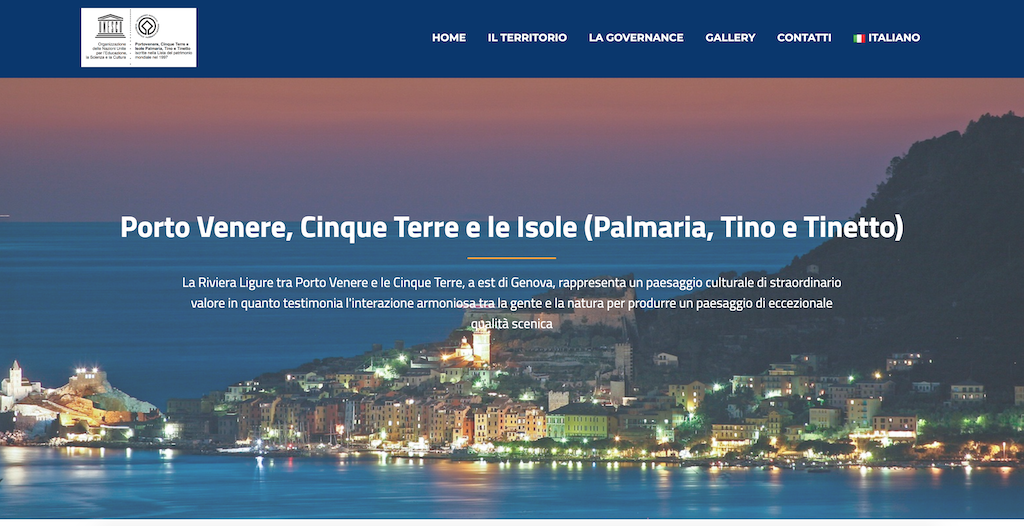 UNESCO
Organizzazione
delle Nazioni Unite
per l'Educazione,
la Scienza e la Cultura
Portovenere, Cinque Terre e
Isole Palmaria, Tino e Tinetto
iscritte nella Lista del patrimonio
mondiale nel 1997
HOME IL TERRITORIO LA GOVERNANCE GALLERY CONTATTI ITALIANO
Porto Venere, Cinque Terre e le Isole (Palmaria, Tino e Tinetto)
La Riviera Ligure tra Porto Venere e le Cinque Terre, a est di Genova, rappresenta un paesaggio culturale di straordinario
valore in quanto testimonia l'interazione armoniosa tra la gente e la natura per produrre un paesaggio di eccezionale
qualità scenica